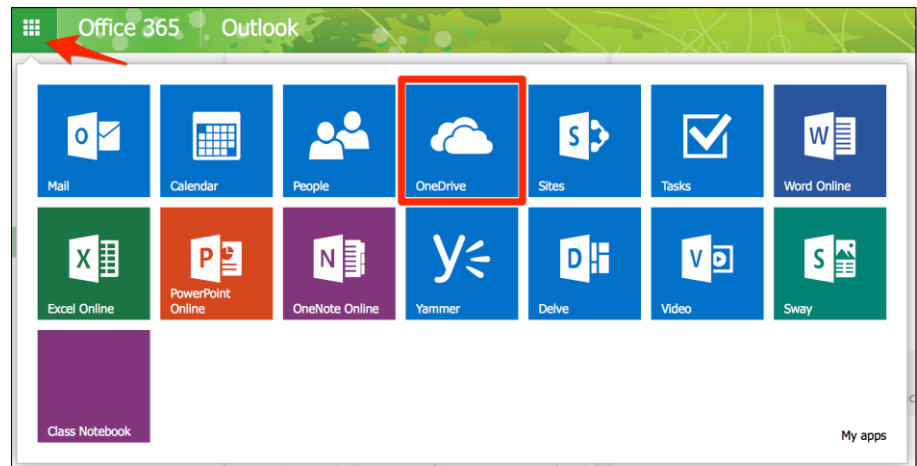 Office 365 Outlook
Mail Calendar People OneDrive Sites Tasks Word Online
Excel Online PowerPoint Online OneNote Online Yammer Delve Video Sway
Class Notebook My apps